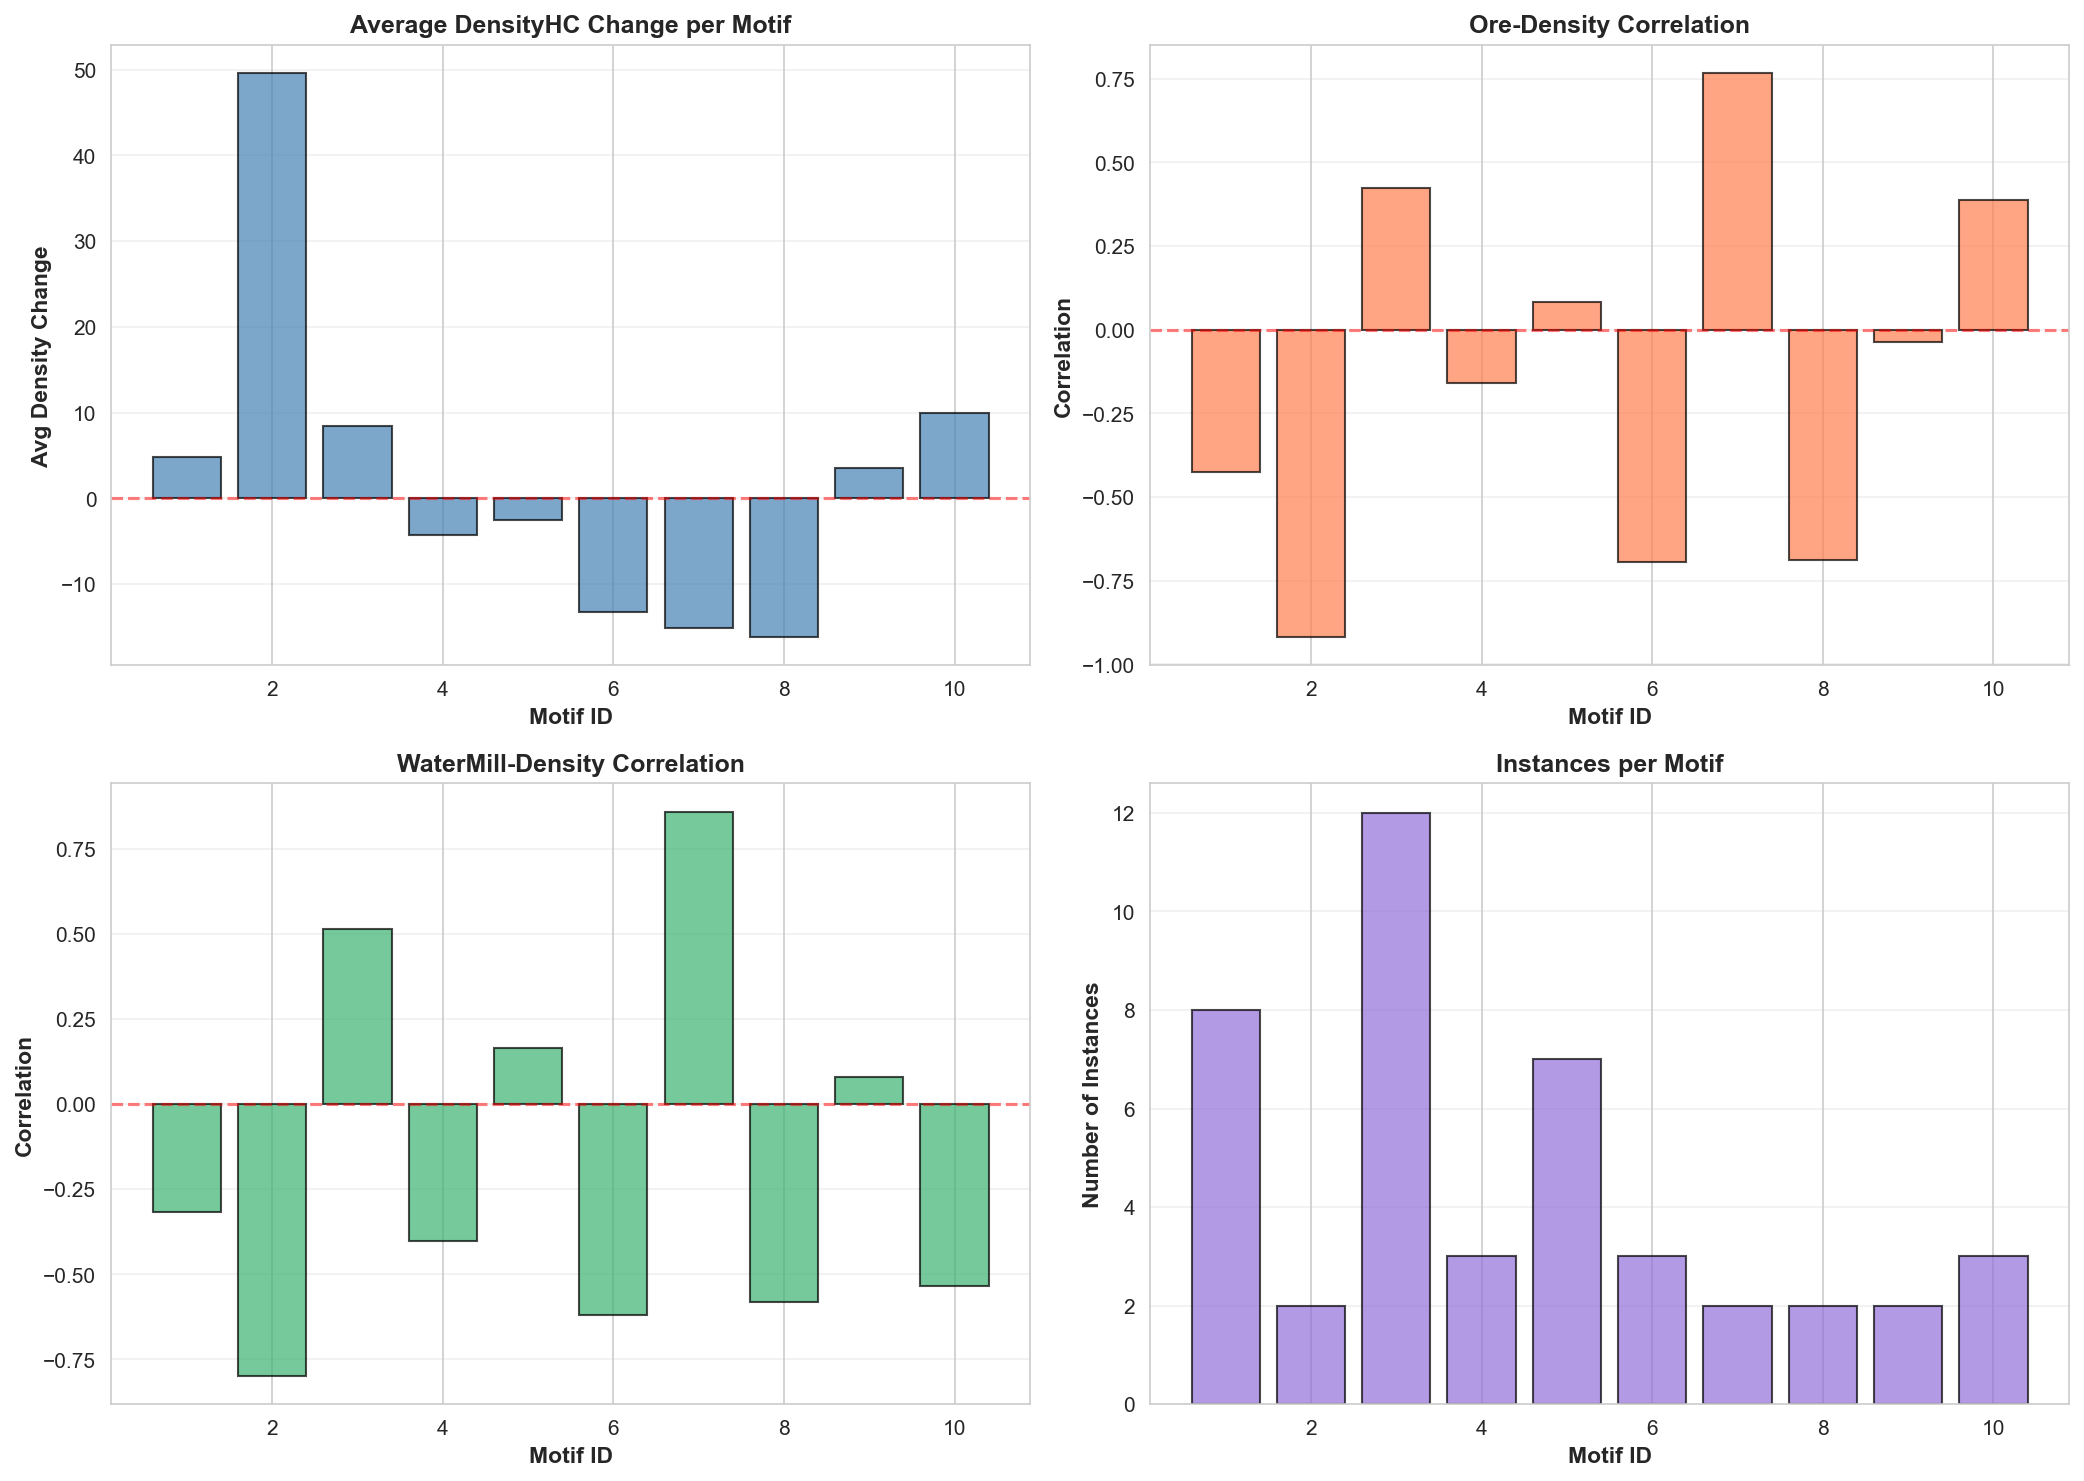 Average DensityHC Change per Motif
Avg Density Change
50
40
30
20
10
0
−10
2 4 6 8 10
Motif ID
Ore-Density Correlation
Correlation
0.75
0.50
0.25
0.00
−0.25
−0.50
−0.75
−1.00
2 4 6 8 10
Motif ID
WaterMill-Density Correlation
Correlation
0.75
0.50
0.25
0.00
−0.25
−0.50
−0.75
2 4 6 8 10
Motif ID
Instances per Motif
Number of Instances
12
10
8
6
4
2
0
2 4 6 8 10
Motif ID